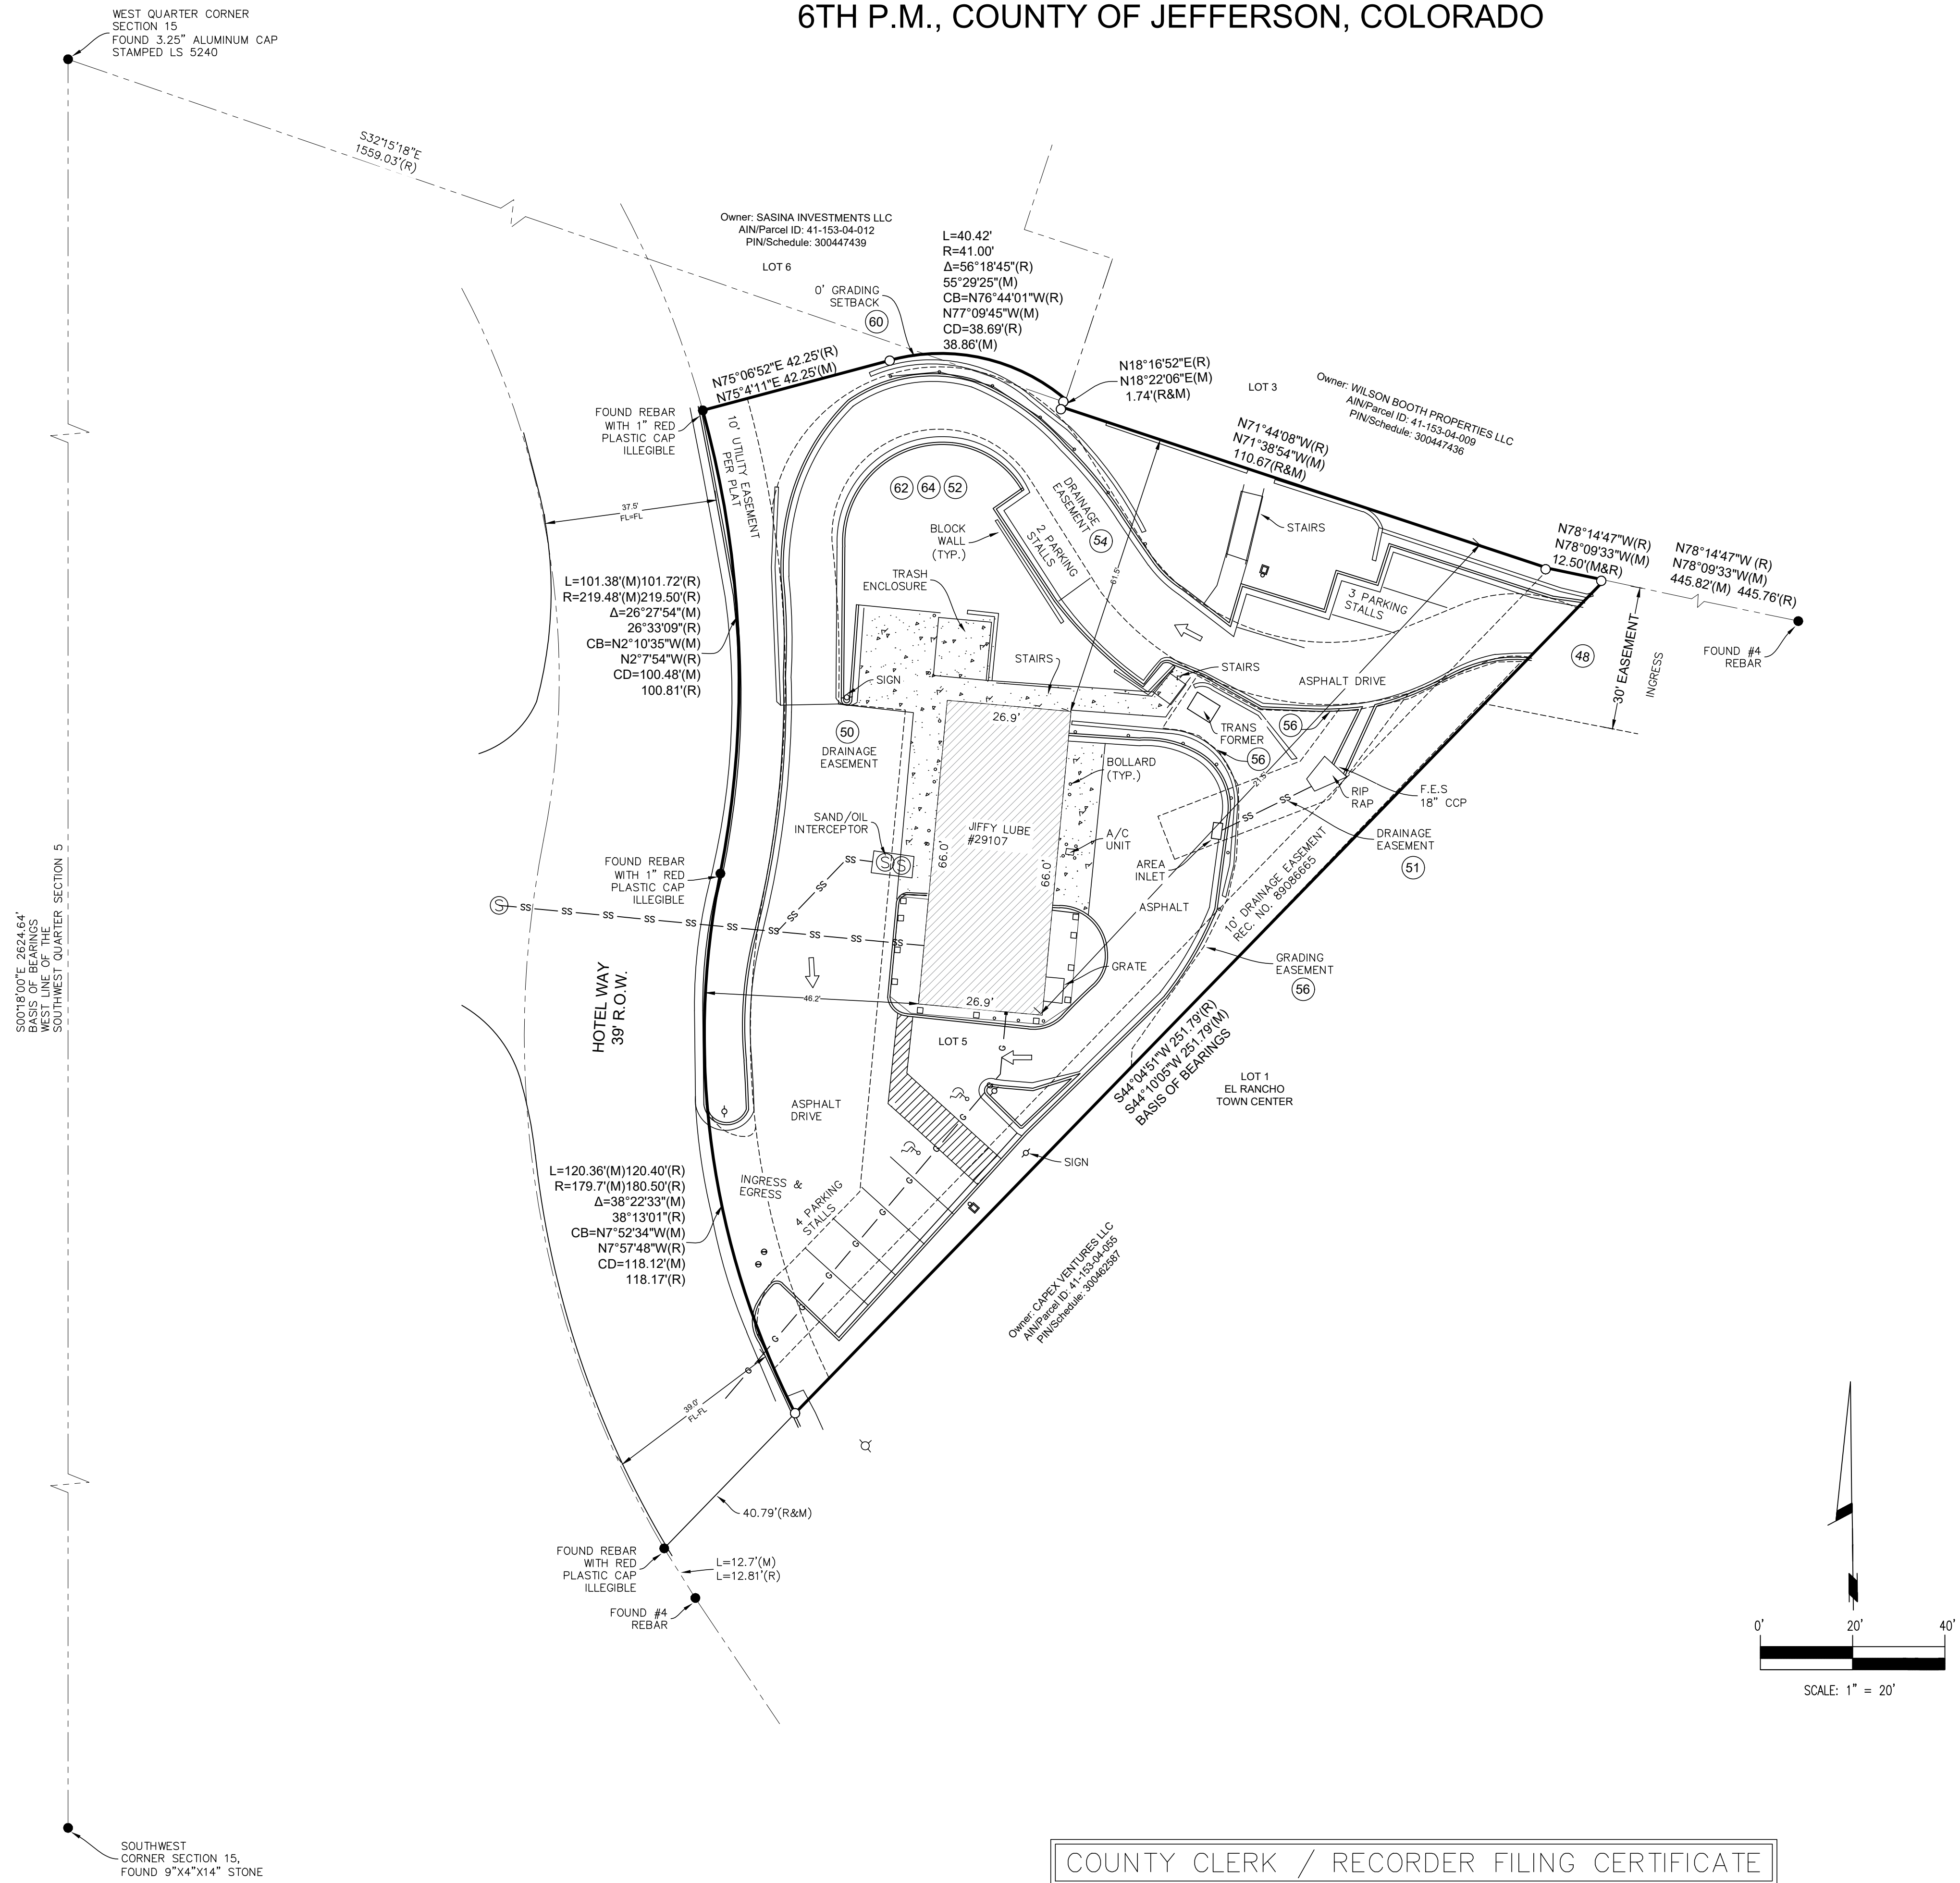 6TH P.M., COUNTY OF JEFFERSON, COLORADO
WEST QUARTER CORNER
SECTION 15
FOUND 3.25" ALUMINUM CAP
STAMPED LS 5240
S32°15'18"E
1559.03'(R)
Owner: SASINA INVESTMENTS LLC
AIN/Parcel ID: 41-153-04-012
PIN/Schedule: 300447439
LOT 6
0' GRADING
SETBACK
60
L=40.42'
R=41.00'
Δ=56°18'45"(R)
55°29'25"(M)
CB=N76°44'01"W(R)
N77°09'45"W(M)
CD=38.69'(R)
38.86'(M)
N75°06'52"E 42.25'(R)
N75°4'11"E 42.25'(M)
N18°16'52"E(R)
N18°22'06"E(M)
1.74'(R&M)
LOT 3
Owner: WILSON BOOTH PROPERTIES LLC
AIN/Parcel ID: 41-153-04-009
PIN/Schedule: 300447436
N71°44'08"W(R)
N71°38'54"W(M)
110.67(R&M)
FOUND REBAR
WITH 1" RED
PLASTIC CAP
ILLEGIBLE
10' UTILITY EASEMENT
PER PLAT
37.5'
FL=FL
62
64
52
BLOCK
WALL
(TYP.)
2 PARKING
STALLS
DRAINAGE
EASEMENT
54
61.5'
STAIRS
N78°14'47"W(R)
N78°09'33"W(M)
12.50'(M&R)
N78°14'47"W (R)
N78°09'33"W(M)
445.82'(M) 445.76'(R)
FOUND #4
REBAR
TRASH
ENCLOSURE
3 PARKING
STALLS
L=101.38'(M)101.72'(R)
R=219.48'(M)219.50'(R)
Δ=26°27'54"(M)
26°33'09"(R)
CB=N2°10'35"W(M)
N2°7'54"W(R)
CD=100.48'(M)
100.81'(R)
48
30' EASEMENT
INGRESS
STAIRS
STAIRS
SIGN
ASPHALT DRIVE
26.9'
50
DRAINAGE
EASEMENT
TRANS
FORMER
56
56
BOLLARD
(TYP.)
21.5'
RIP
RAP
F.E.S
18" CCP
SS
SS
SAND/OIL
INTERCEPTOR
JIFFY LUBE
#29107
66.0'
66.0'
A/C
UNIT
AREA
INLET
DRAINAGE
EASEMENT
51
FOUND REBAR
WITH 1" RED
PLASTIC CAP
ILLEGIBLE
SS
S
S
SS
SS
S
SS
SS
SS
SS
SS
SS
SS
SS
SS
SS
ASPHALT
10' DRAINAGE EASEMENT
REC. NO. 89086665
GRATE
GRADING
EASEMENT
56
S00°18'00"E 2624.64'
BASIS OF BEARINGS
WEST LINE OF THE
SOUTHWEST QUARTER SECTION 5
HOTEL WAY
39' R.O.W.
46.2'
26.9'
LOT 5
G
S44°04'51"W 251.79'(R)
S44°10'05"W 251.79'(M)
BASIS OF BEARINGS
LOT 1
EL RANCHO
TOWN CENTER
ASPHALT
DRIVE
G
G
SIGN
L=120.36'(M)120.40'(R)
R=179.7'(M)180.50'(R)
Δ=38°22'33"(M)
38°13'01"(R)
CB=N7°52'34"W(M)
N7°57'48"W(R)
CD=118.12'(M)
118.17'(R)
INGRESS &
EGRESS
4 PARKING
STALLS
G
G
G
G
G
G
G
Owner: CAPEX VENTURES LLC
AIN/Parcel ID: 41-153-04-055
PIN/Schedule: 300462587
39.0'
FL-FL
40.79'(R&M)
FOUND REBAR
WITH RED
PLASTIC CAP
ILLEGIBLE
L=12.7'(M)
L=12.81'(R)
FOUND #4
REBAR
0'
20'
40'
SCALE: 1" = 20'
SOUTHWEST
CORNER SECTION 15,
FOUND 9"X4"X14" STONE
COUNTY CLERK / RECORDER FILING CERTIFICATE